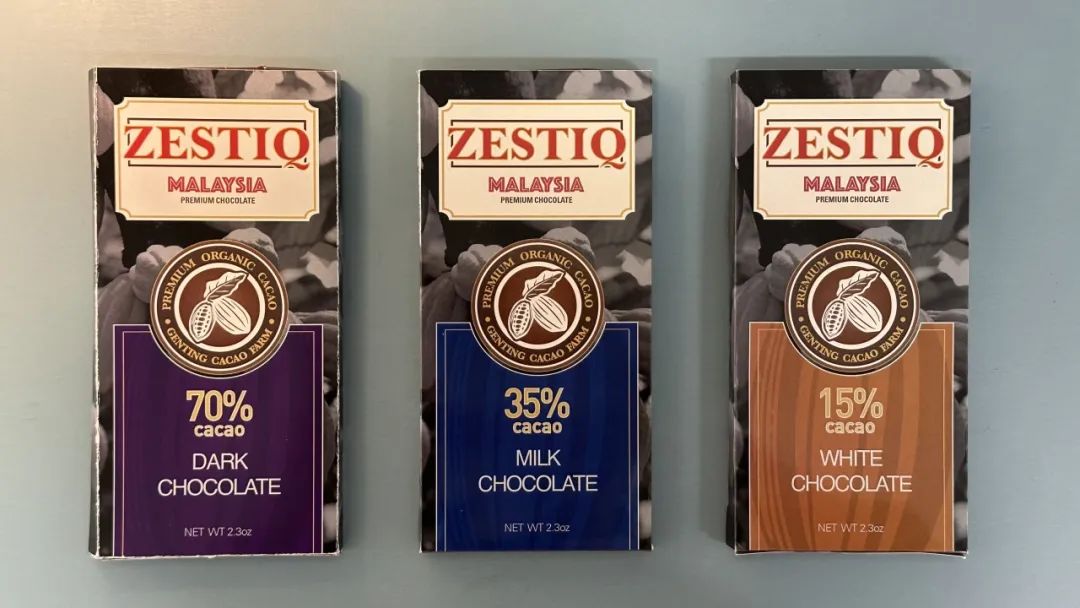 ZESTIQ
MALAYSIA
PREMIUM CHOCOLATE
PREMIUM ORGANIC CACAO
• GENTING CACAO FARM •
70%
cacao
DARK
CHOCOLATE
NET WT 2.3oz
ZESTIQ
MALAYSIA
PREMIUM CHOCOLATE
PREMIUM ORGANIC CACAO
• GENTING CACAO FARM •
35%
cacao
MILK
CHOCOLATE
NET WT 2.3oz
ZESTIQ
MALAYSIA
PREMIUM CHOCOLATE
PREMIUM ORGANIC CACAO
• GENTING CACAO FARM •
15%
cacao
WHITE
CHOCOLATE
NET WT 2.3oz